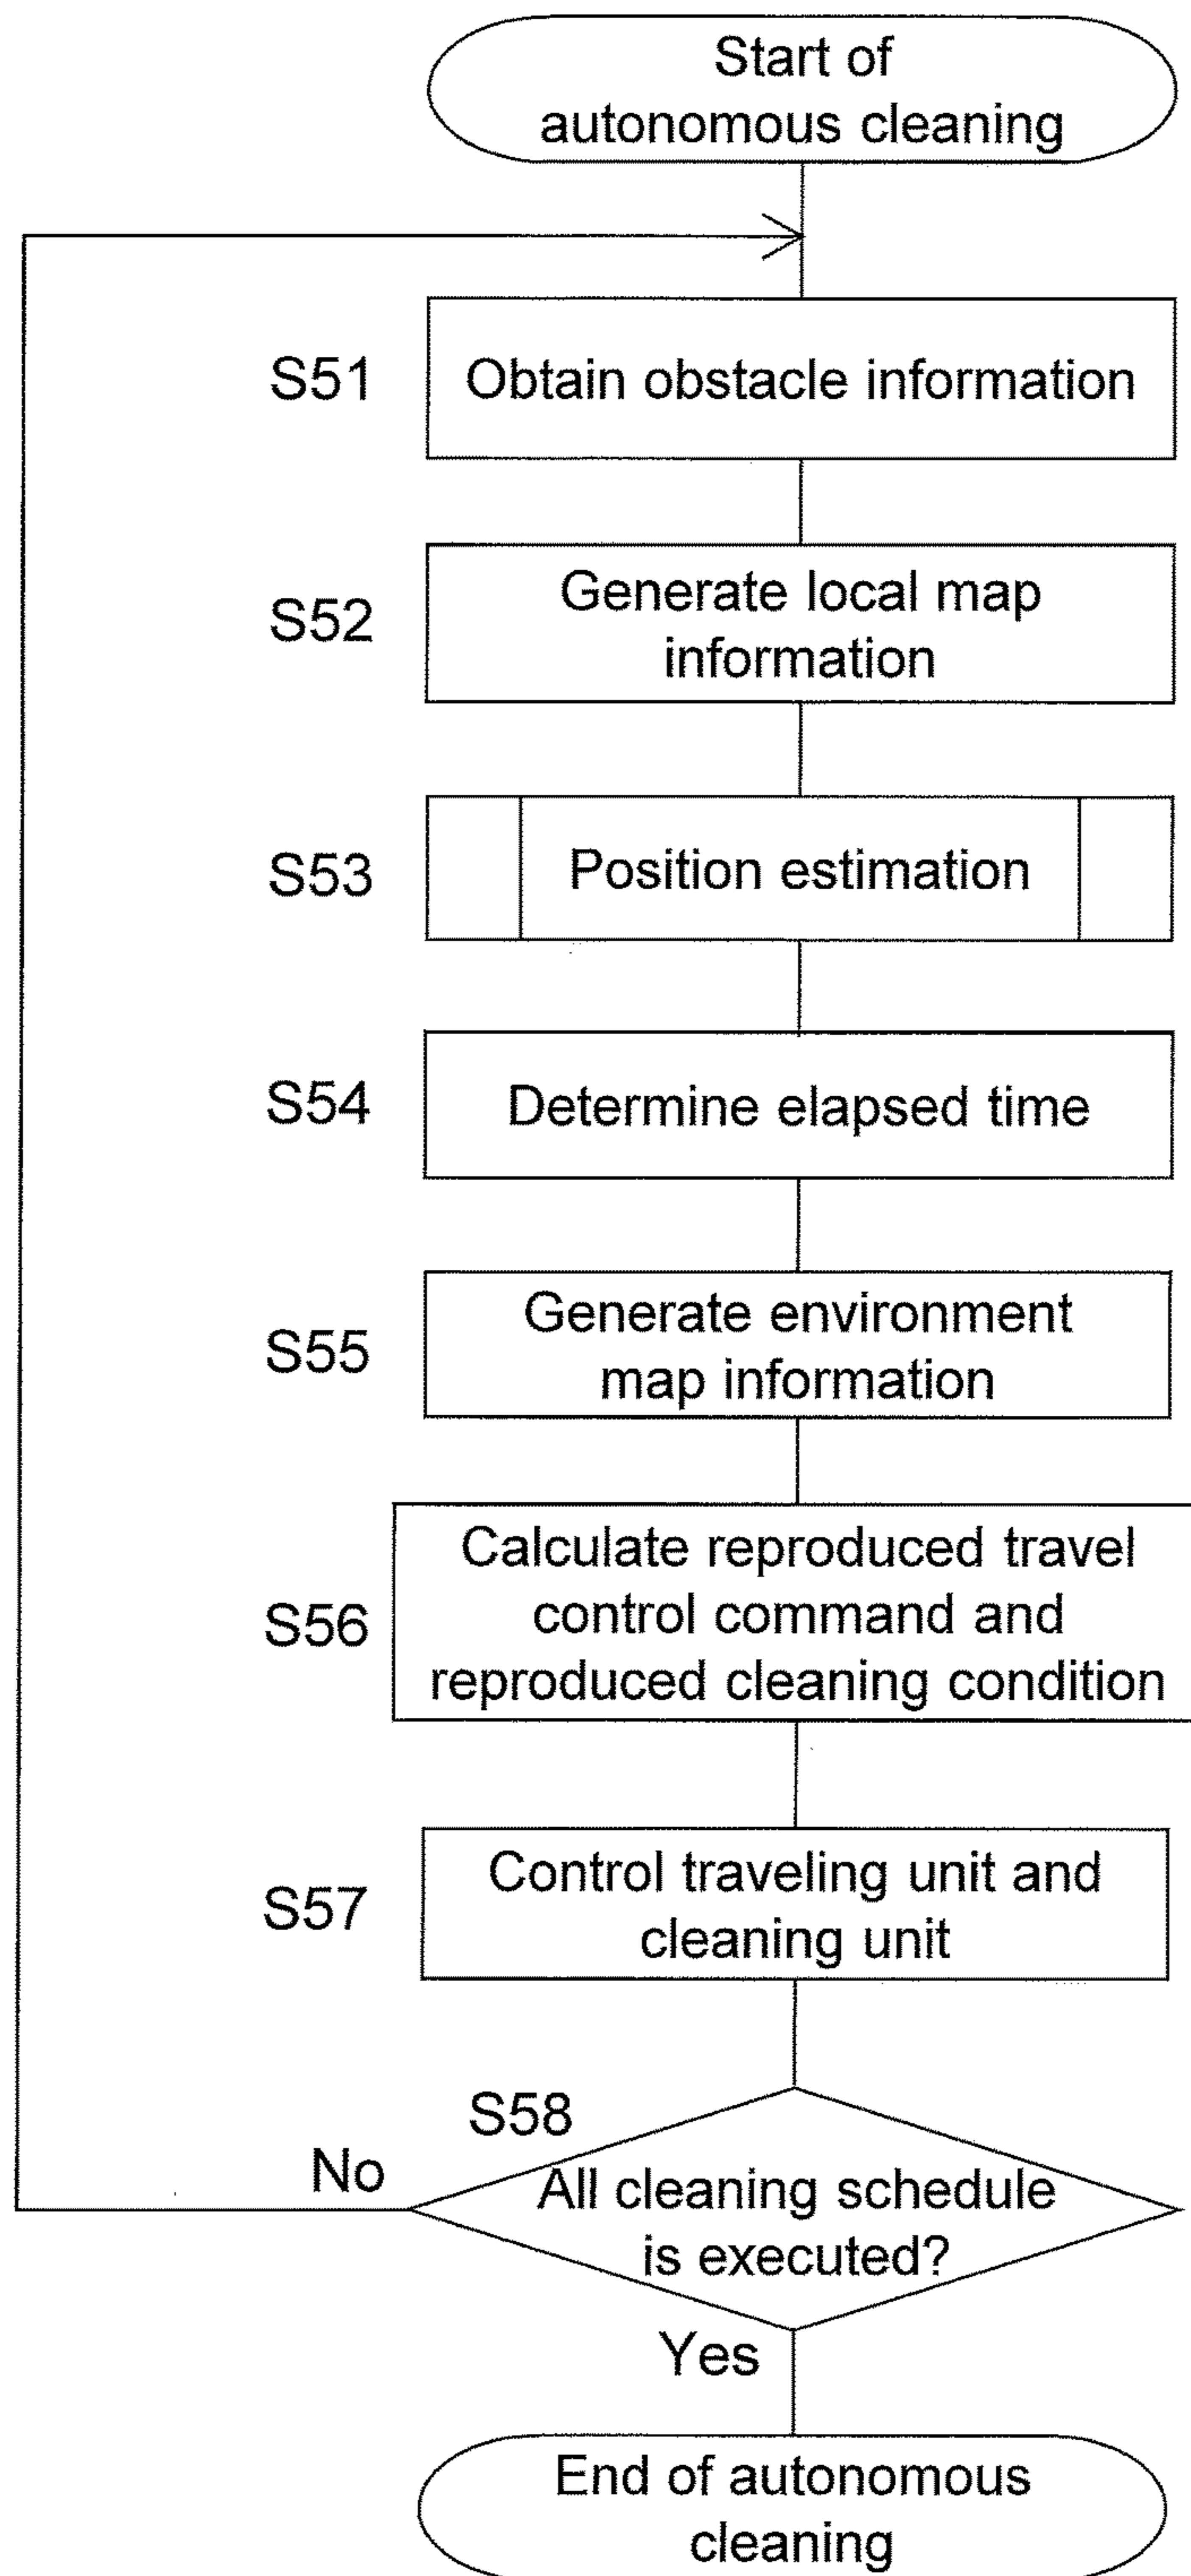 Start of
autonomous cleaning
S51
Obtain obstacle information
S52
Generate local map
information
S53
Position estimation
S54
Determine elapsed time
S55
Generate environment
map information
S56
Calculate reproduced travel
control command and
reproduced cleaning condition
S57
Control traveling unit and
cleaning unit
S58
No
All cleaning schedule
is executed?
Yes
End of autonomous
cleaning